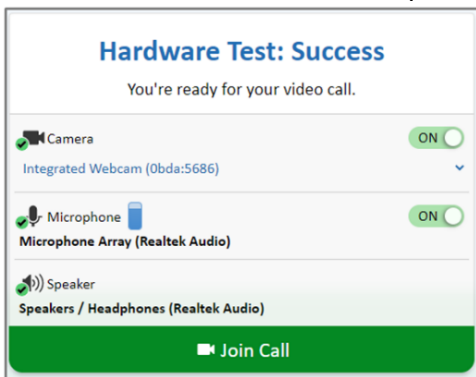 Hardware Test: Success
You're ready for your video call.
Camera
ON
Integrated Webcam (0bda:5686)
Microphone
ON
Microphone Array (Realtek Audio)
Speaker
Speakers / Headphones (Realtek Audio)
Join Call